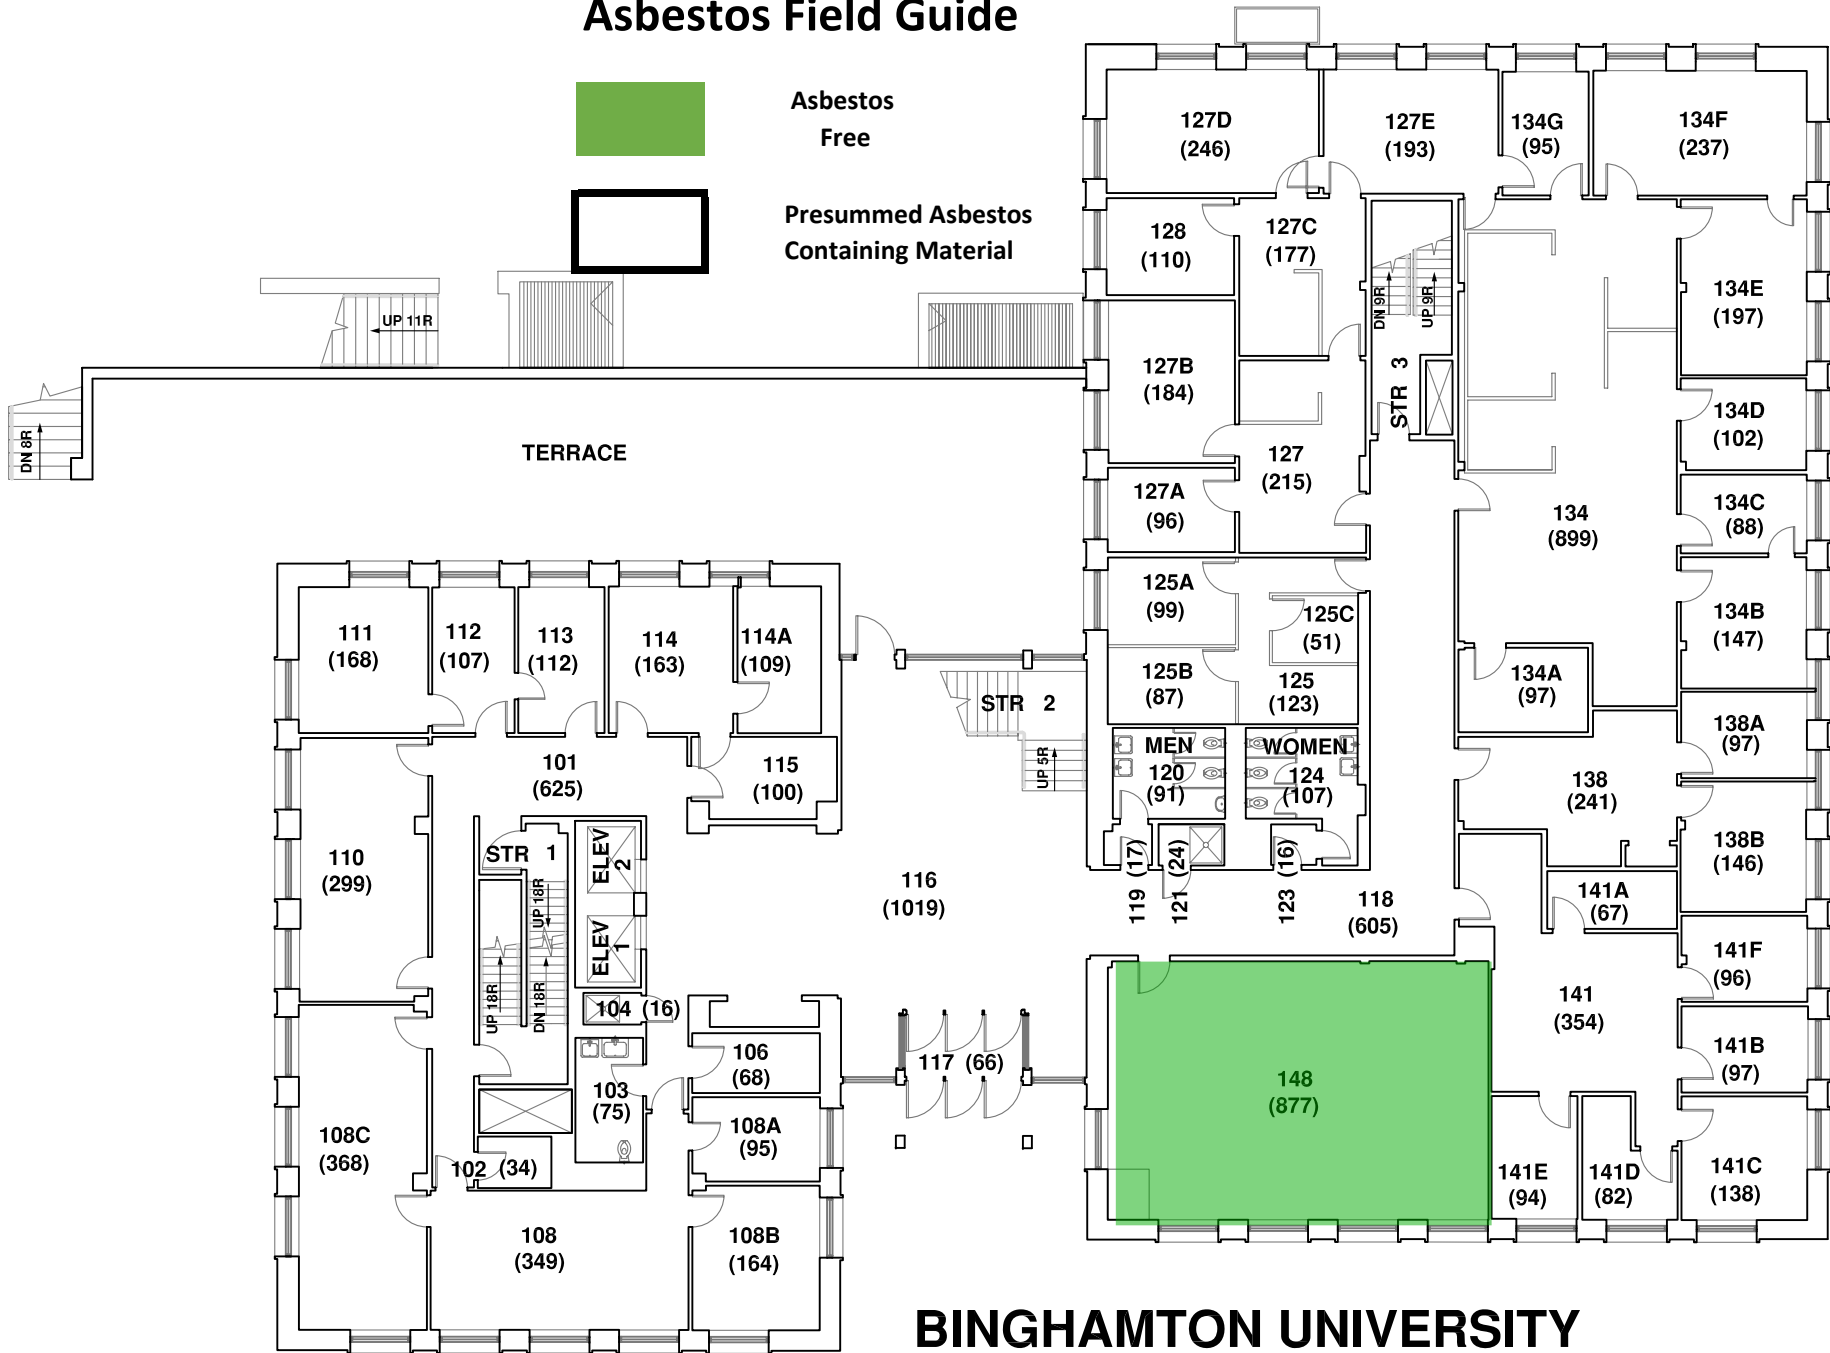 Asbestos Field Guide
Asbestos
Free
Presummed Asbestos
Containing Material
127D
(246)
127E
(193)
134G
(95)
134F
(237)
128
(110)
127C
(177)
DN 9R
UP 9R
134E
(197)
UP 11R
127B
(184)
STR 3
134D
(102)
DN 8R
TERRACE
127
(215)
127A
(96)
134
(899)
134C
(88)
125A
(99)
125C
(51)
134B
(147)
111
(168)
112
(107)
113
(112)
114
(163)
114A
(109)
125B
(87)
125
(123)
134A
(97)
STR 2
UP 5R
138A
(97)
MEN
120
(91)
WOMEN
124
(107)
101
(625)
115
(100)
138
(241)
138B
(146)
110
(299)
STR 1
ELEV
2
UP 18R
116
(1019)
119 (17)
121 (24)
123 (16)
118
(605)
141A
(67)
ELEV
1
141F
(96)
UP 18R
DN 18R
104 (16)
141
(354)
106
(68)
117 (66)
141B
(97)
103
(75)
148
(877)
108C
(368)
108A
(95)
102 (34)
141E
(94)
141D
(82)
141C
(138)
108
(349)
108B
(164)
BINGHAMTON UNIVERSITY